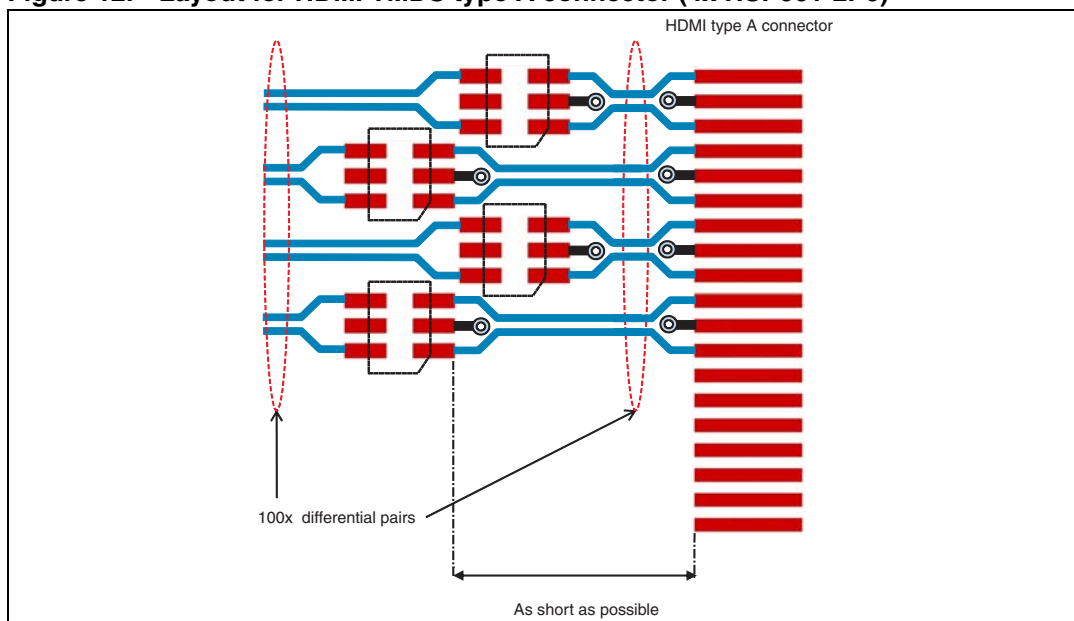 HDMI type A connector
100x differential pairs
As short as possible